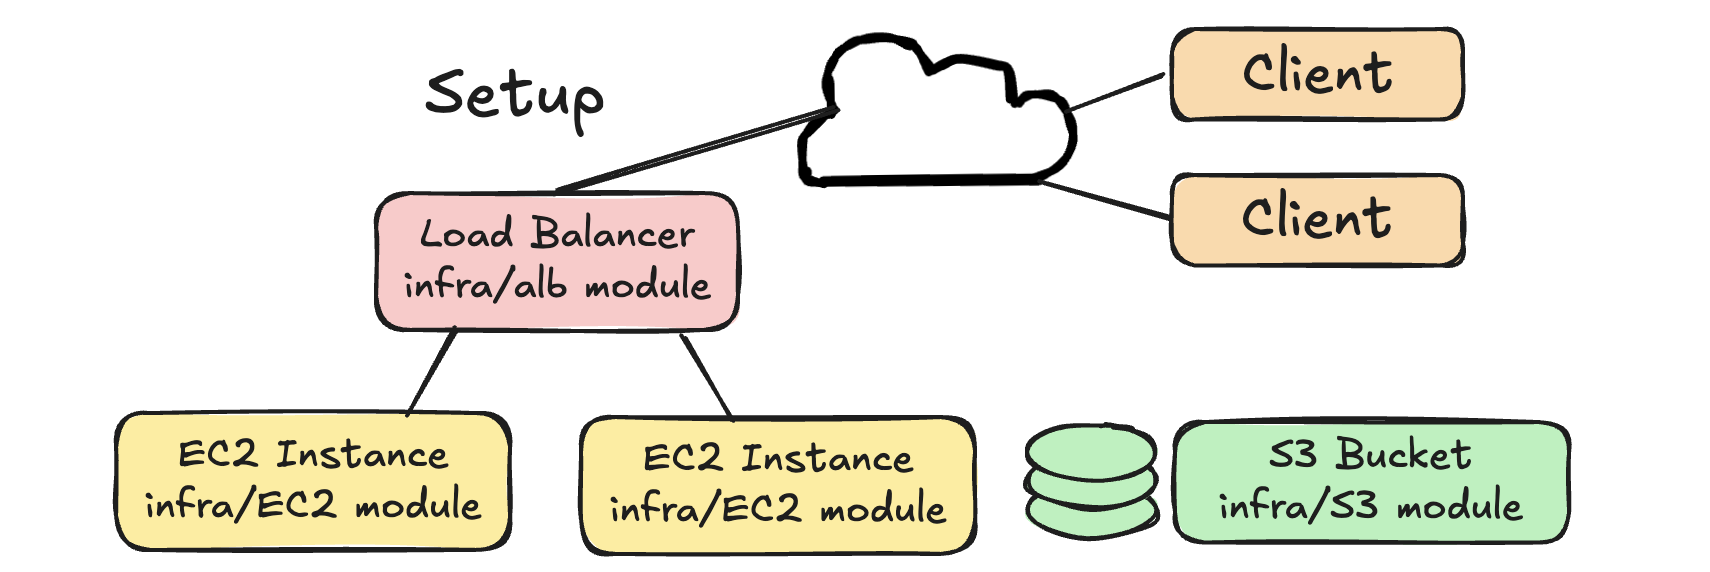 Setup
Client
Client
Load Balancer
infra/alb module
EC2 Instance
infra/EC2 module
EC2 Instance
infra/EC2 module
S3 Bucket
infra/S3 module